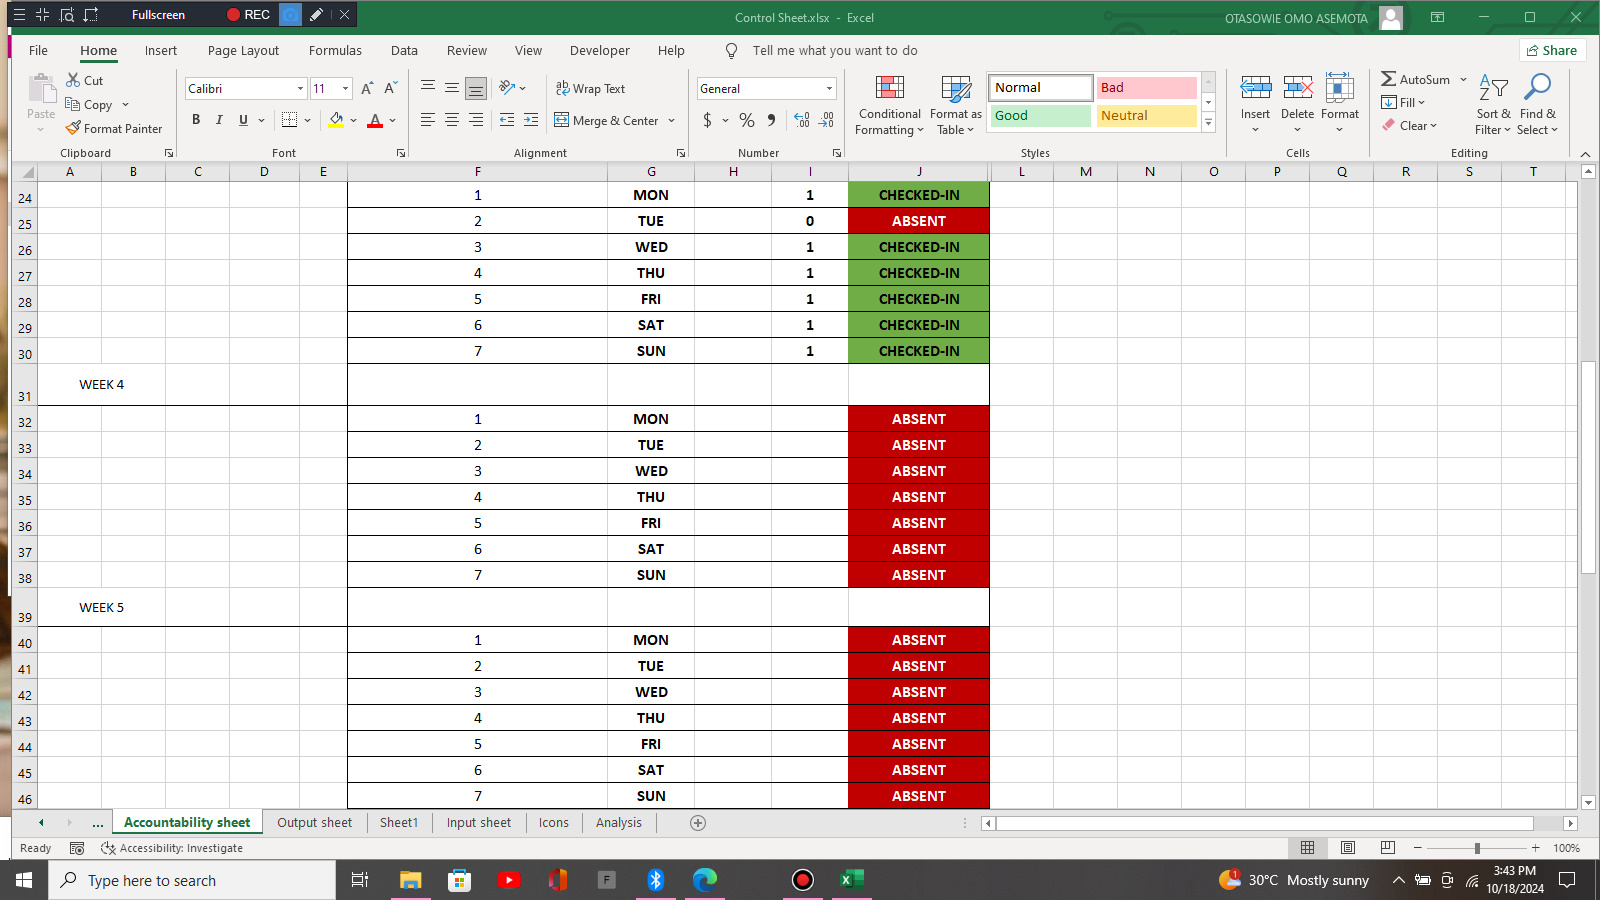 Fullscreen REC
Control Sheet.xlsx - Excel
OTASOWIE OMO ASEMOTA
File Home Insert Page Layout Formulas Data Review View Developer Help Tell me what you want to do Share
Paste
Cut
Copy
Format Painter
Clipboard
Calibri 11 A A
B I U A
Font
ab Wrap Text
Merge & Center
Alignment
General
$ % ,
Number
Conditional Formatting
Format as Table
Normal Bad
Good Neutral
Styles
Insert Delete Format
Cells
AutoSum
Fill
Clear
Sort & Filter
Find & Select
Editing
A B C D E F G H I J L M N O P Q R S T
24 1 MON 1 CHECKED-IN
25 2 TUE 0 ABSENT
26 3 WED 1 CHECKED-IN
27 4 THU 1 CHECKED-IN
28 5 FRI 1 CHECKED-IN
29 6 SAT 1 CHECKED-IN
30 7 SUN 1 CHECKED-IN
31 WEEK 4
32 1 MON ABSENT
33 2 TUE ABSENT
34 3 WED ABSENT
35 4 THU ABSENT
36 5 FRI ABSENT
37 6 SAT ABSENT
38 7 SUN ABSENT
39 WEEK 5
40 1 MON ABSENT
41 2 TUE ABSENT
42 3 WED ABSENT
43 4 THU ABSENT
44 5 FRI ABSENT
45 6 SAT ABSENT
46 7 SUN ABSENT
... Accountability sheet Output sheet Sheet1 Input sheet Icons Analysis
Ready Accessibility: Investigate 100%
Type here to search
F
1 30°C Mostly sunny
3:43 PM
10/18/2024